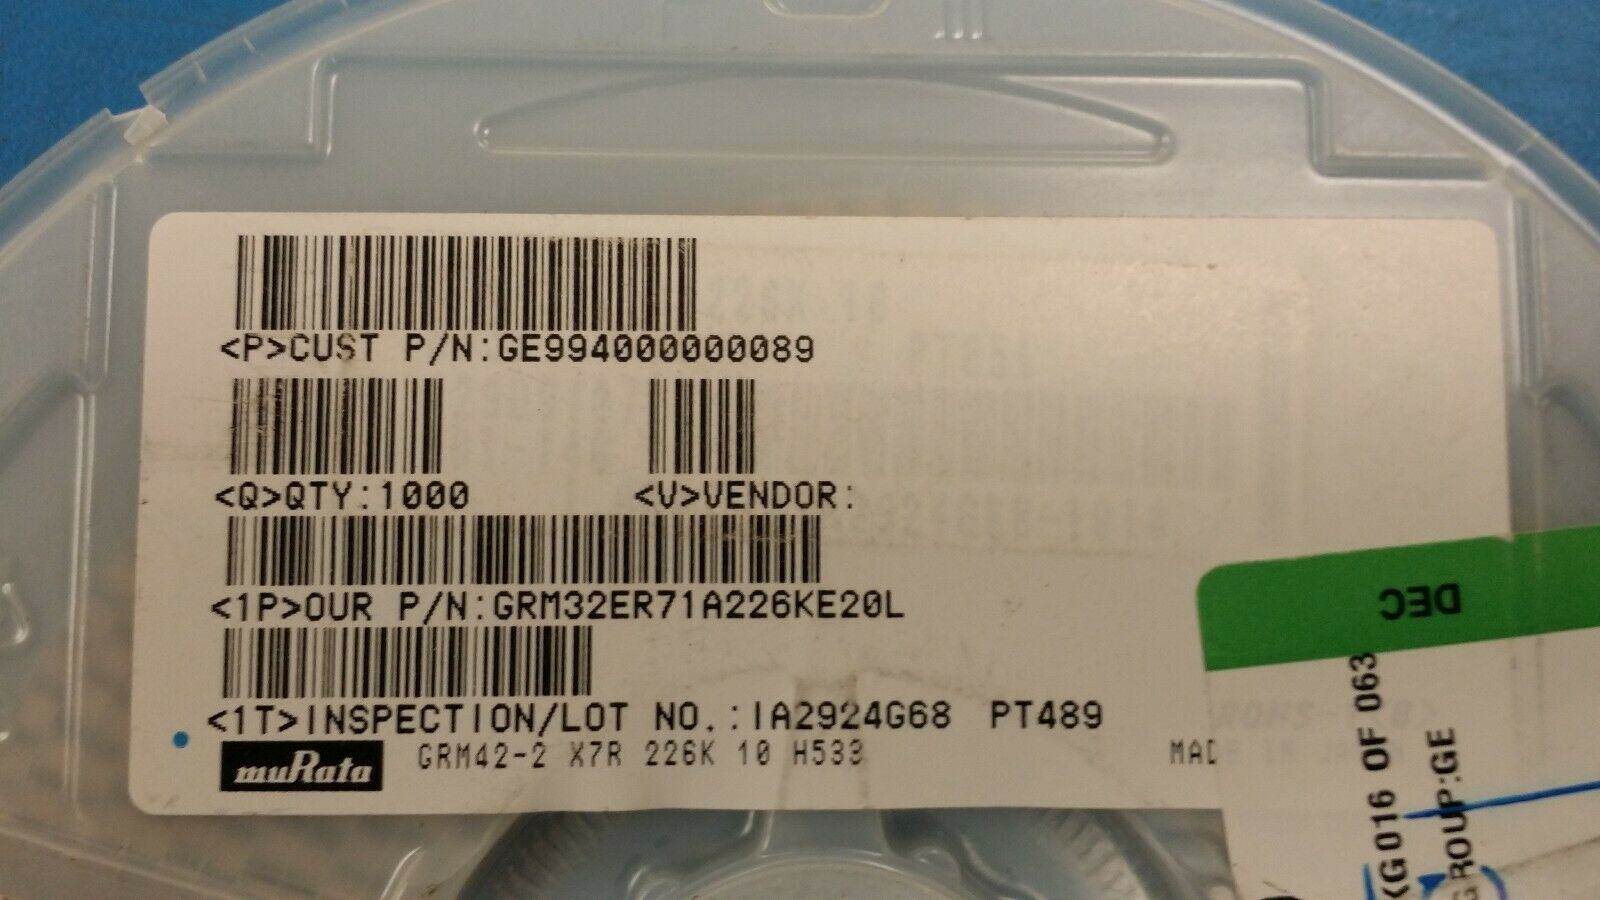 <P>CUST P/N:GE994000000089
<Q>QTY:1000 <V>VENDOR:
<1P>OUR P/N:GRM32ER71A226KE20L
<1T>INSPECTION/LOT NO.:IA2924G68 PT489
muRata GRM42-2 X7R 226K 10 H533
DEC
KG016 OF 063
GROUP:GE